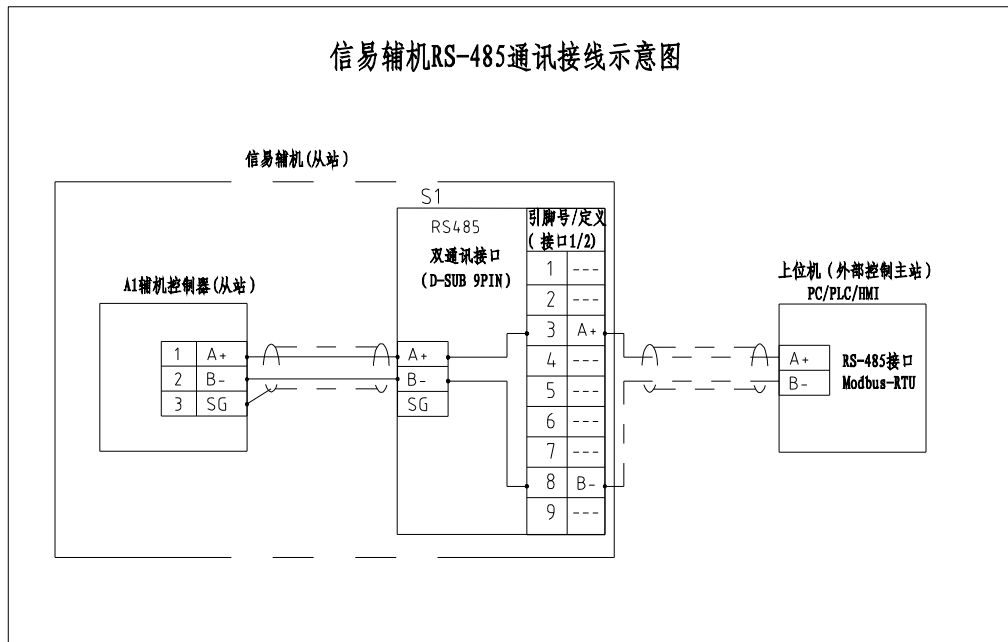 信易辅机RS-485通讯接线示意图
信易辅机(从站)
S1
RS485
双通讯接口
(D-SUB 9PIN)
引脚号/定义
( 接口1/2)
1 ---
2 ---
3 A+
4 ---
5 ---
6 ---
7 ---
8 B-
9 ---
A1辅机控制器(从站)
1 A+
2 B-
3 SG
A+
B-
SG
上位机(外部控制主站)
PC/PLC/HMI
A+
B-
RS-485接口
Modbus-RTU